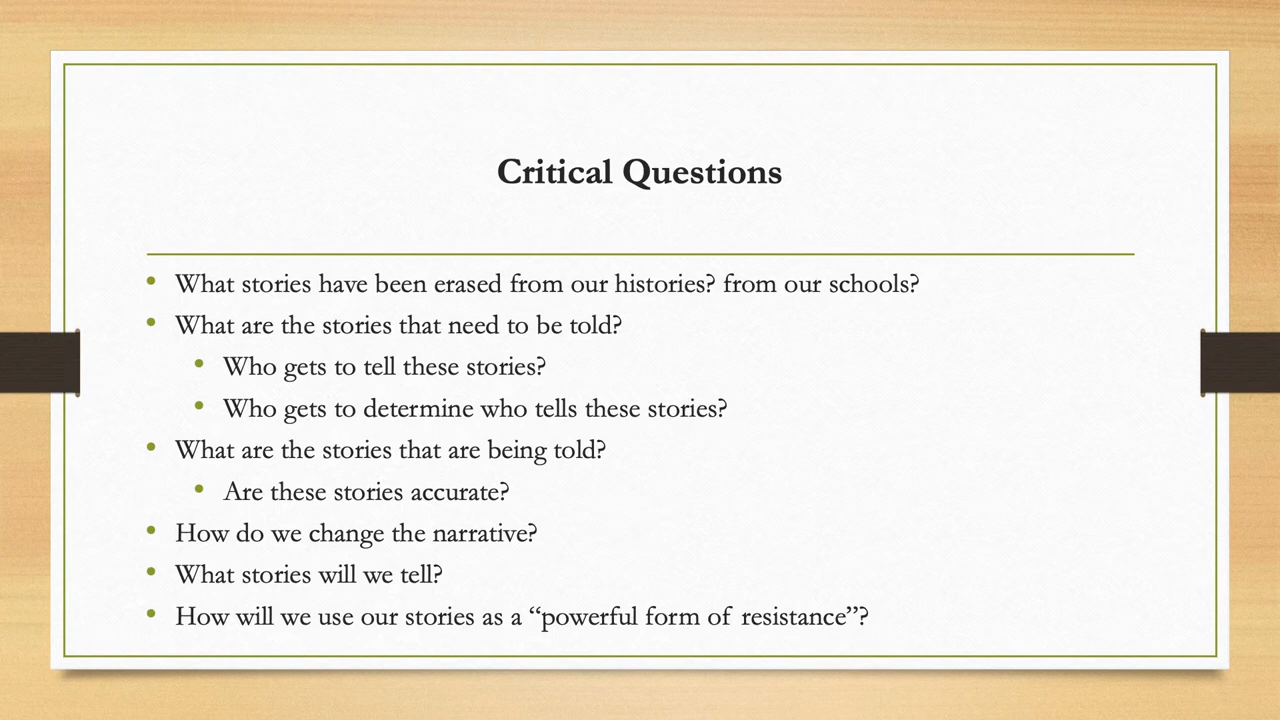 Critical Questions
• What stories have been erased from our histories? from our schools?
• What are the stories that need to be told?
• Who gets to tell these stories?
• Who gets to determine who tells these stories?
• What are the stories that are being told?
• Are these stories accurate?
• How do we change the narrative?
• What stories will we tell?
• How will we use our stories as a “powerful form of resistance”?